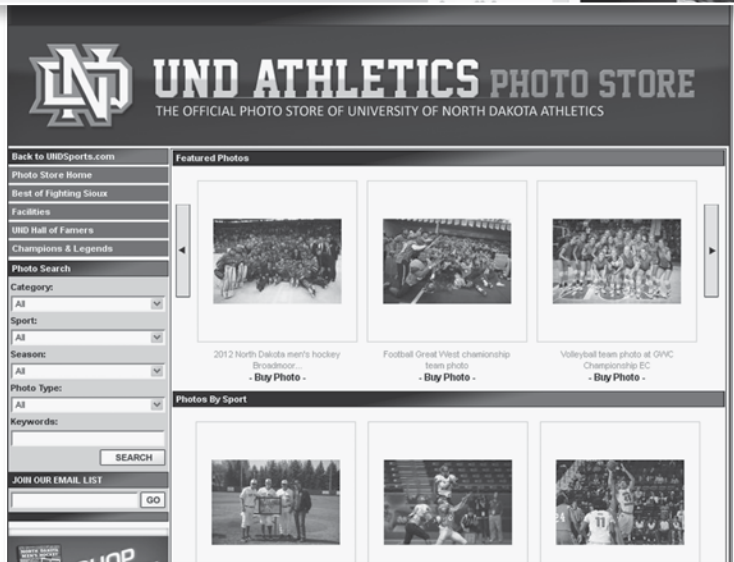 ND
UND ATHLETICS PHOTO STORE
THE OFFICIAL PHOTO STORE OF UNIVERSITY OF NORTH DAKOTA ATHLETICS
Back to UNDSports.com
Photo Store Home
Best of Fighting Sioux
Facilities
UND Hall of Famers
Champions & Legends
Photo Search
Category:
All
Sport:
All
Season:
All
Photo Type:
All
Keywords:
SEARCH
JOIN OUR EMAIL LIST
GO
Featured Photos
2012 North Dakota men's hockey
Broadmoor...
- Buy Photo -
Football Great West chamionship
team photo
- Buy Photo -
Volleyball team photo at GWC
Championship EC
- Buy Photo -
Photos By Sport
11
24